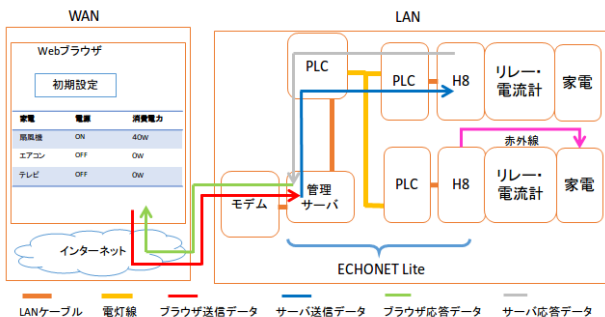 WAN
LAN
Webブラウザ
初期設定
家電 電源 消費電力
扇風機 ON 40w
エアコン OFF 0w
テレビ OFF 0w
インターネット
PLC
PLC
H8
リレー・
電流計
家電
赤外線
モデム
管理
サーバ
PLC
H8
リレー・
電流計
家電
ECHONET Lite
LANケーブル
電灯線
ブラウザ送信データ
サーバ送信データ
ブラウザ応答データ
サーバ応答データ